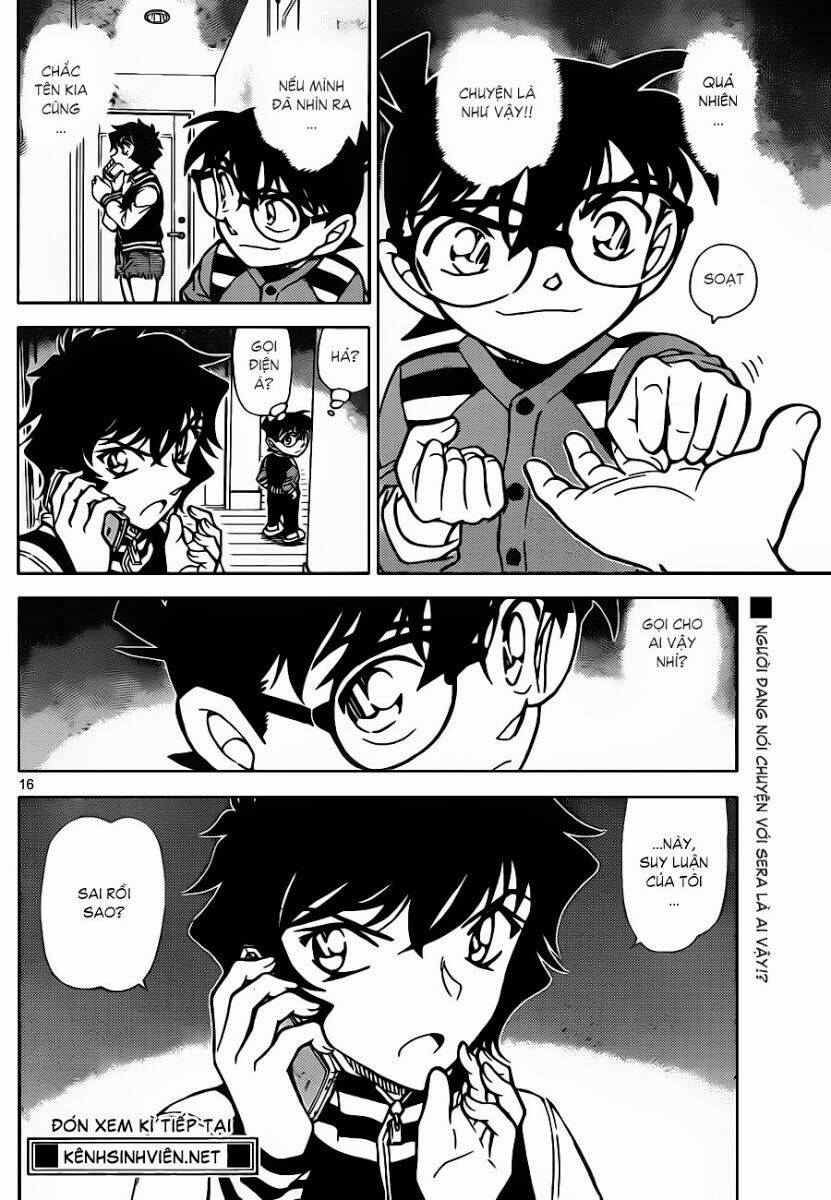 QUẢ
NHIÊN
...
CHUYỆN LÀ
NHƯ VẬY!!
SOẠT
NẾU MÌNH
ĐÃ NHÌN RA
...
CHẮC
TÊN KIA
CŨNG
...
HẢ?
GỌI
ĐIỆN
À?
GỌI CHO
AI VẬY
NHỈ?
16
...NÀY,
SUY LUẬN
CỦA TÔI
...
SAI RỒI
SAO?
NGƯỜI ĐANG NÓI CHUYỆN VỚI SERA LÀ AI VẬY!?
ĐÓN XEM KÌ TIẾP TẠI
KÊNHSINHVIÊN.NET